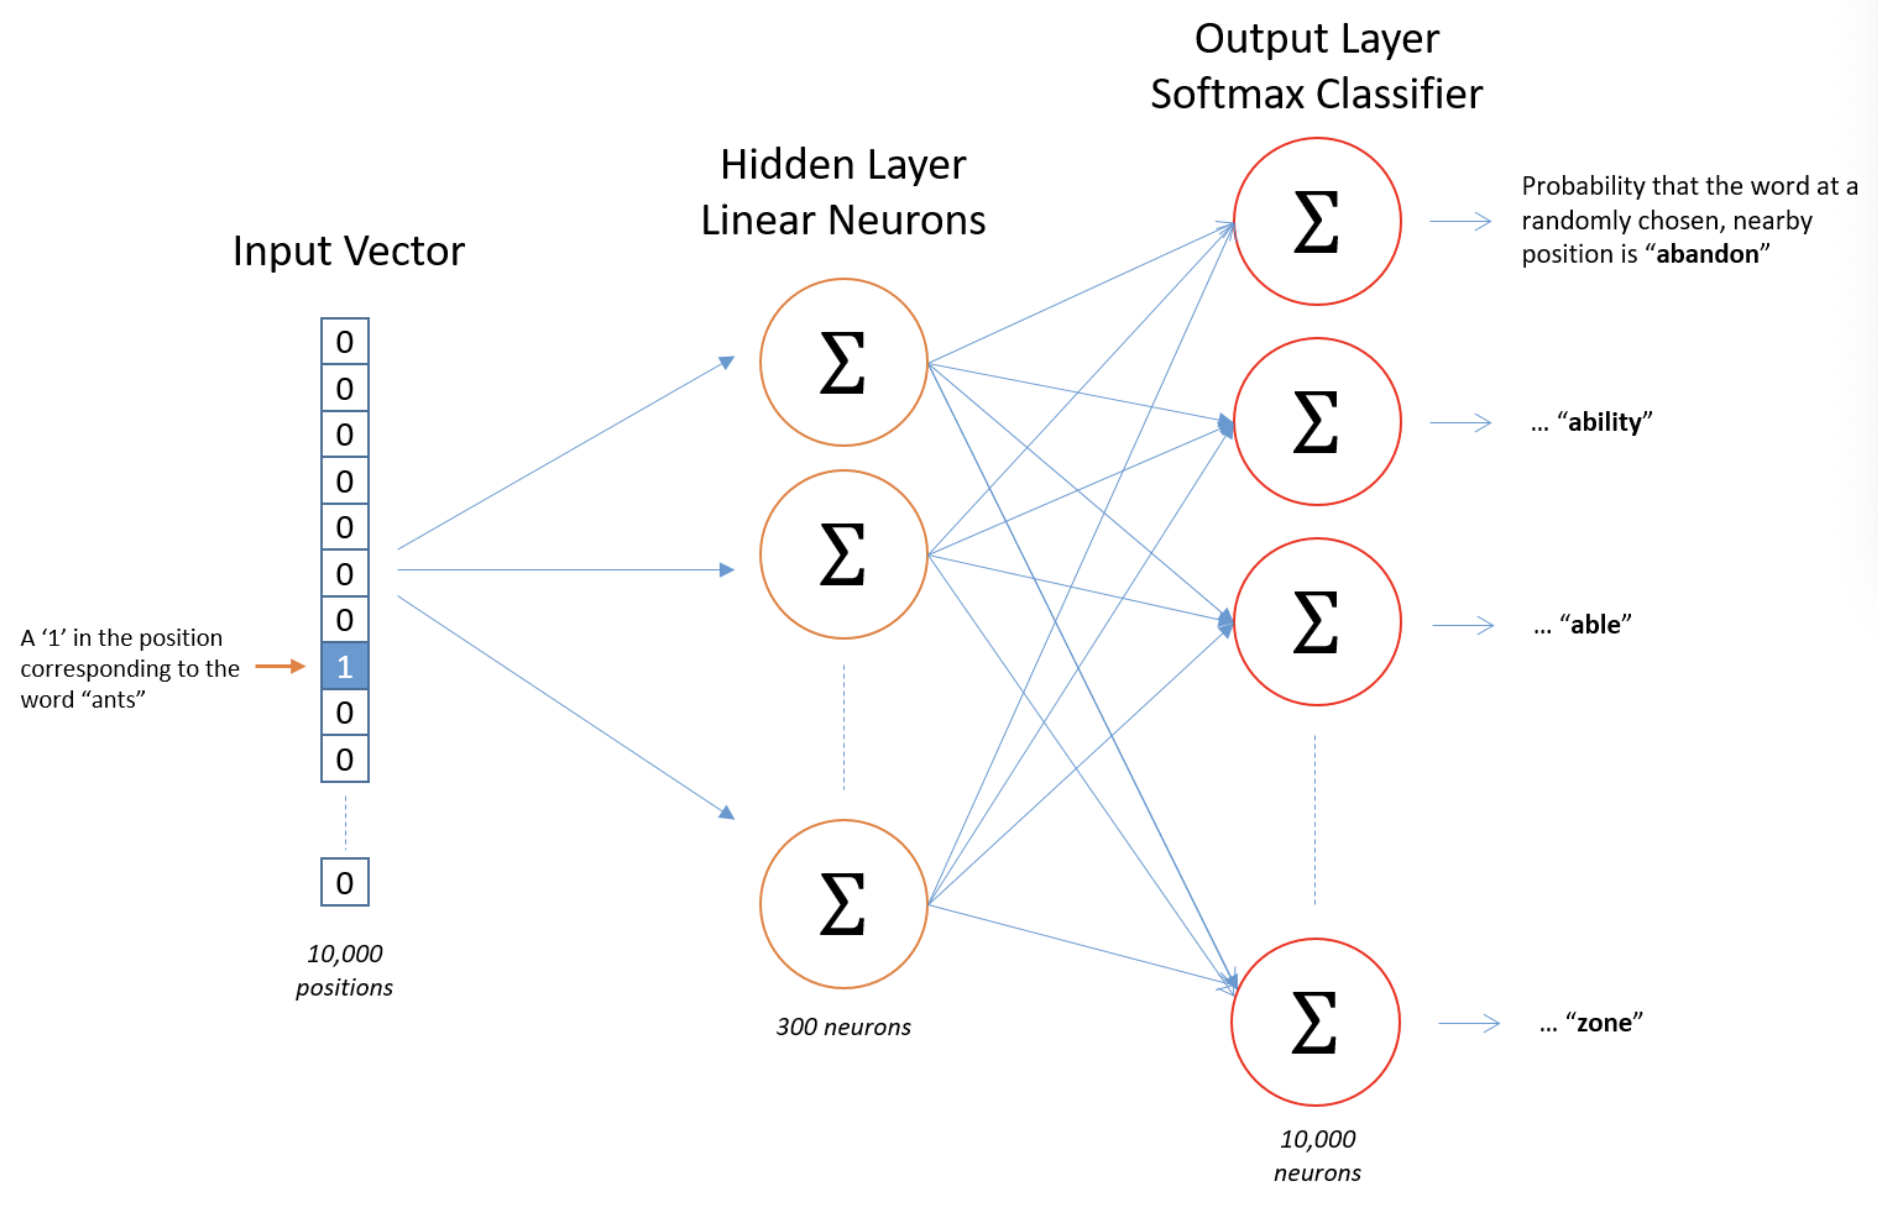 Output Layer
Softmax Classifier
Hidden Layer
Linear Neurons
Input Vector
0
0
0
0
0
0
0
1
0
0
0
A ‘1’ in the position
corresponding to the
word “ants”
10,000
positions
Σ
Σ
Σ
300 neurons
Σ
Σ
Σ
Σ
10,000
neurons
Probability that the word at a
randomly chosen, nearby
position is “abandon”
... “ability”
... “able”
... “zone”